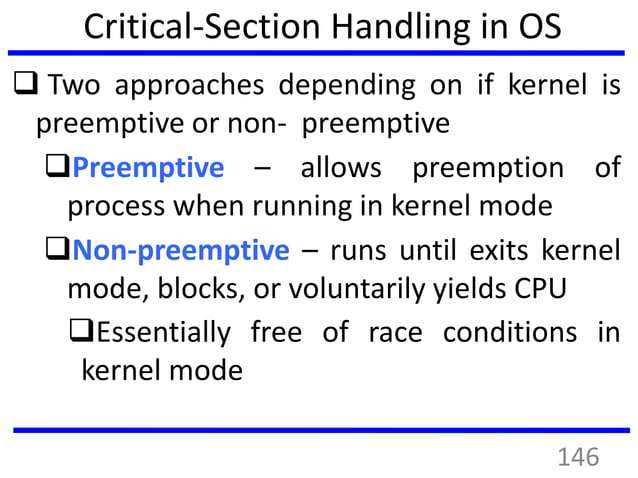 Critical-Section Handling in OS
❑ Two approaches depending on if kernel is
preemptive or non- preemptive
❑Preemptive – allows preemption of
process when running in kernel mode
❑Non-preemptive – runs until exits kernel
mode, blocks, or voluntarily yields CPU
❑Essentially free of race conditions in
kernel mode
146